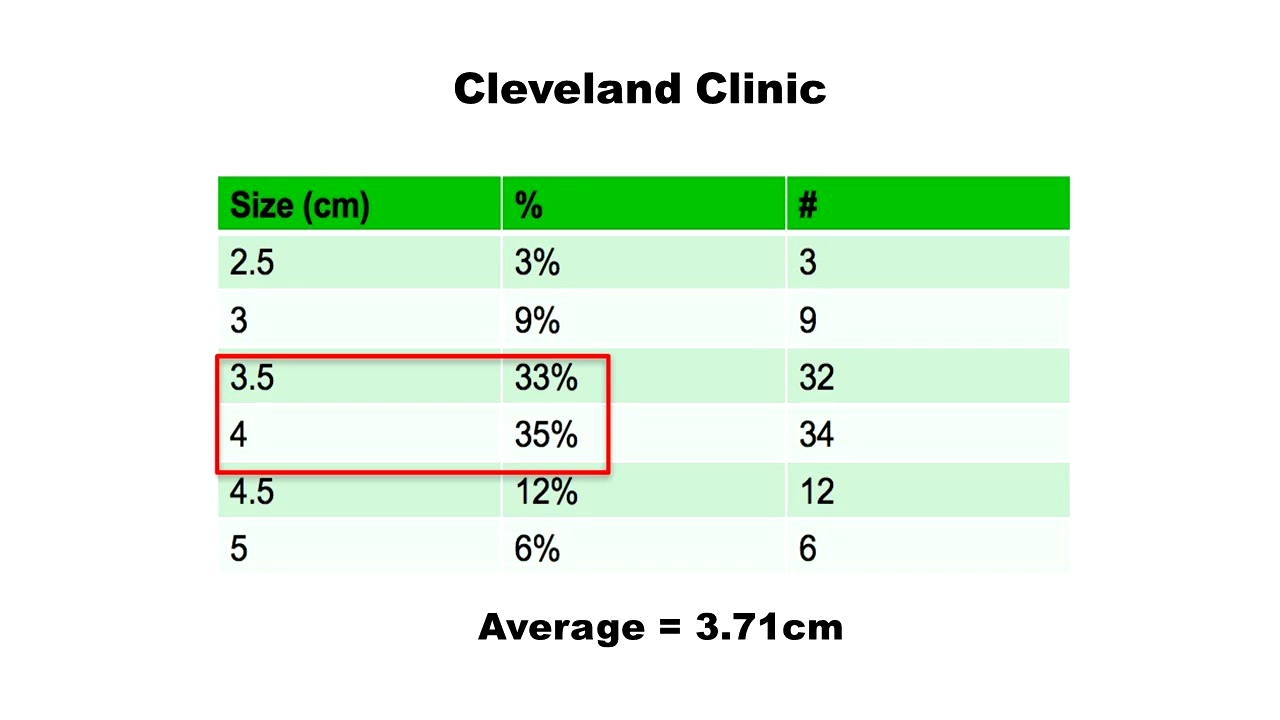 Cleveland Clinic
Size (cm) % #
2.5 3% 3
3 9% 9
3.5 33% 32
4 35% 34
4.5 12% 12
5 6% 6
Average = 3.71cm